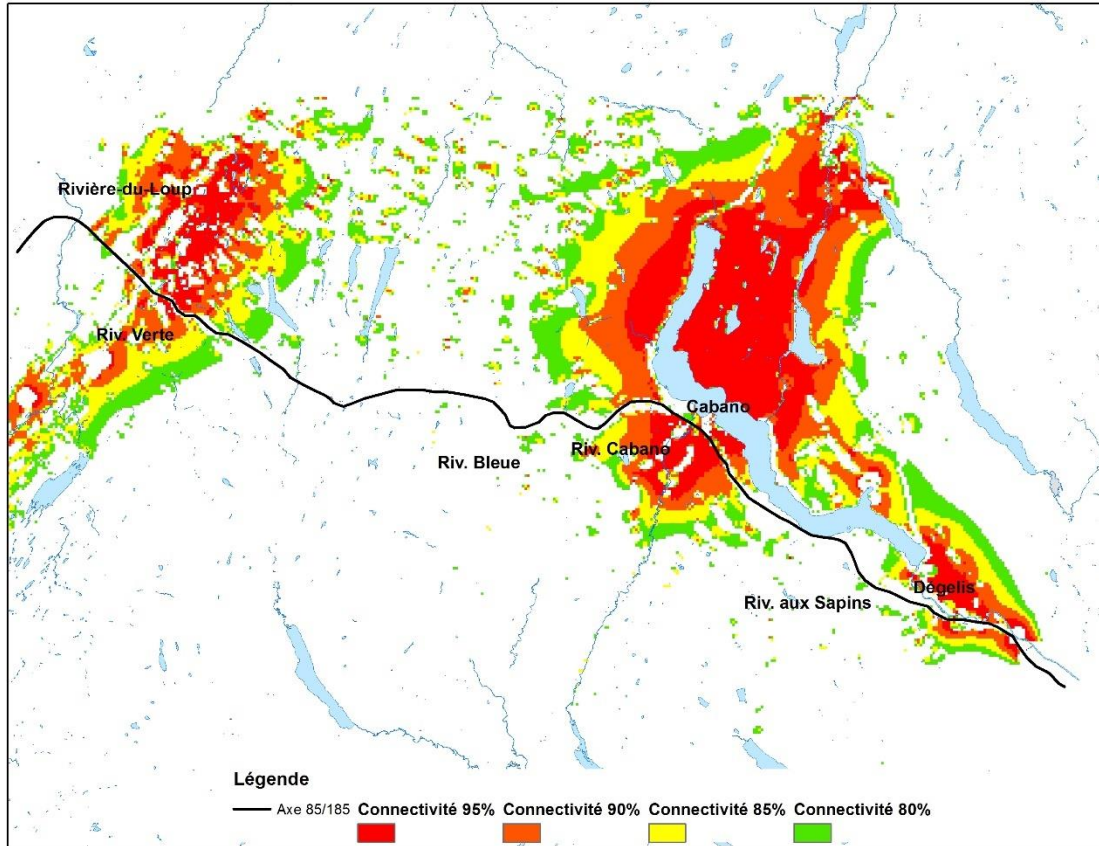 Rivière-du-Loup
Riv. Verte
Cabano
Riv. Bleue
Riv. Cabano
Dégelis
Riv. aux Sapins
Légende
Axe 85/185 Connectivité 95% Connectivité 90% Connectivité 85% Connectivité 80%